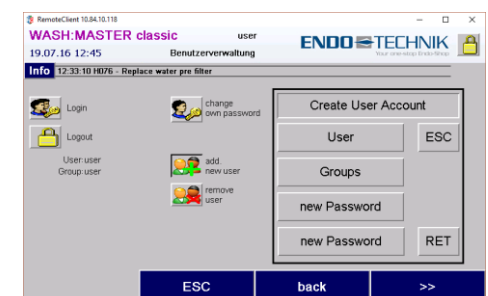 RemoteClient 10.84.10.118
WASH:MASTER classic user
19.07.16 12:45 Benutzerverwaltung
ENDO TECHNIK
Your one-stop Endo-Shop
Info 12:33:10 H076 - Replace water pre filter
Login
change
own password
Logout
User:user
Group:user
add.
new user
remove
user
Create User Account
User ESC
Groups
new Password
new Password RET
ESC back >>